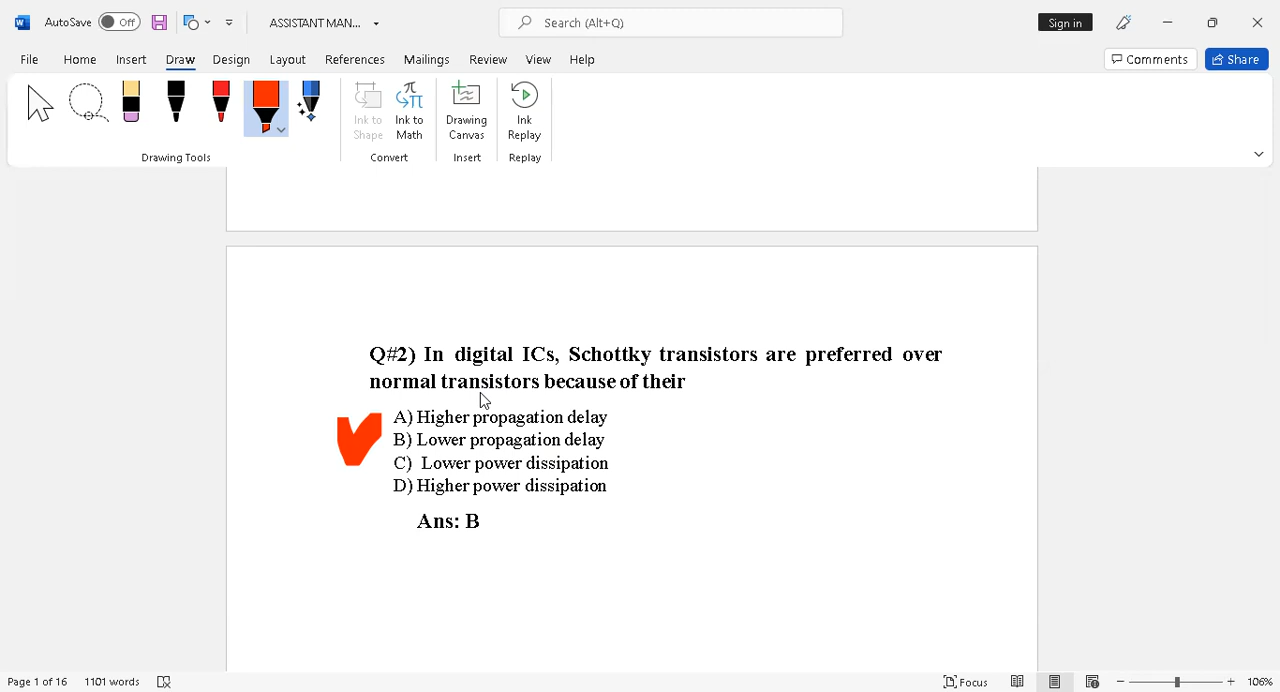 AutoSave Off ASSISTANT MAN... Search (Alt+Q) Sign in
File Home Insert Draw Design Layout References Mailings Review View Help Comments Share
Ink to Shape
Ink to Math
Drawing Canvas
Ink Replay
Drawing Tools Convert Insert Replay
Q#2) In digital ICs, Schottky transistors are preferred over
normal transistors because of their
A) Higher propagation delay
B) Lower propagation delay
C) Lower power dissipation
D) Higher power dissipation
Ans: B
Page 1 of 16 1101 words Focus 106%